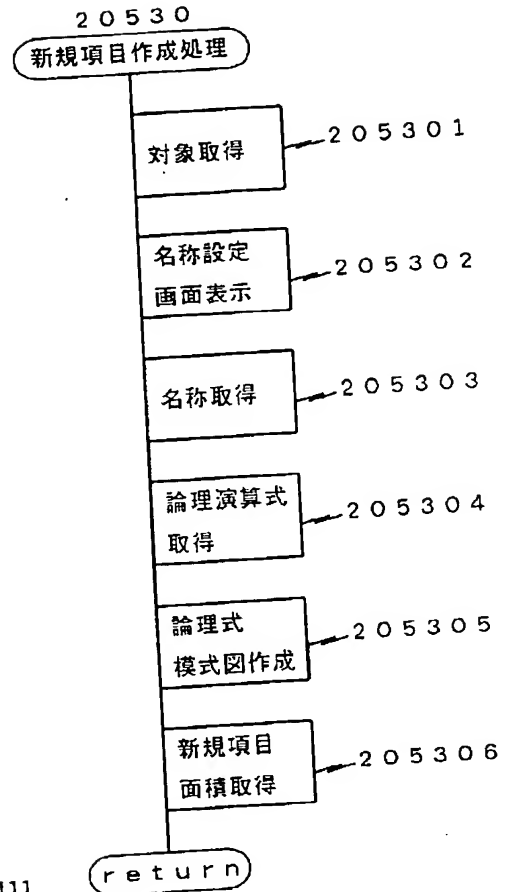 ２０５３０
新規項目作成処理
対象取得
２０５３０１
名称設定
画面表示
２０５３０２
名称取得
２０５３０３
論理演算式
取得
２０５３０４
論理式
模式図作成
２０５３０５
新規項目
面積取得
２０５３０６
ｒｅｔｕｒｎ